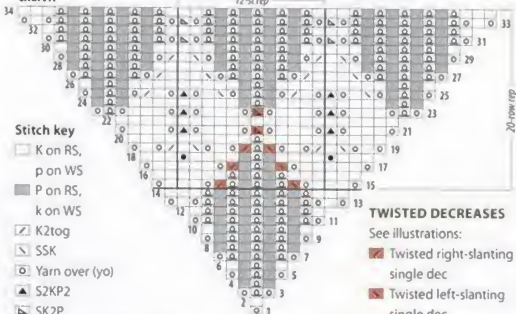 12-st rep
34
33
32
31
30
29
28
27
26
25
24
23
22
21
20
19
18
17
16
15
14
13
12
11
10
9
8
7
6
5
4
3
2
1
20-row rep
Stitch key
K on RS,
p on WS
P on RS,
k on WS
K2tog
SSK
Yarn over (yo)
S2KP2
SK2P
TWISTED DECREASES
See illustrations:
Twisted right-slanting
single dec
Twisted left-slanting
single dec